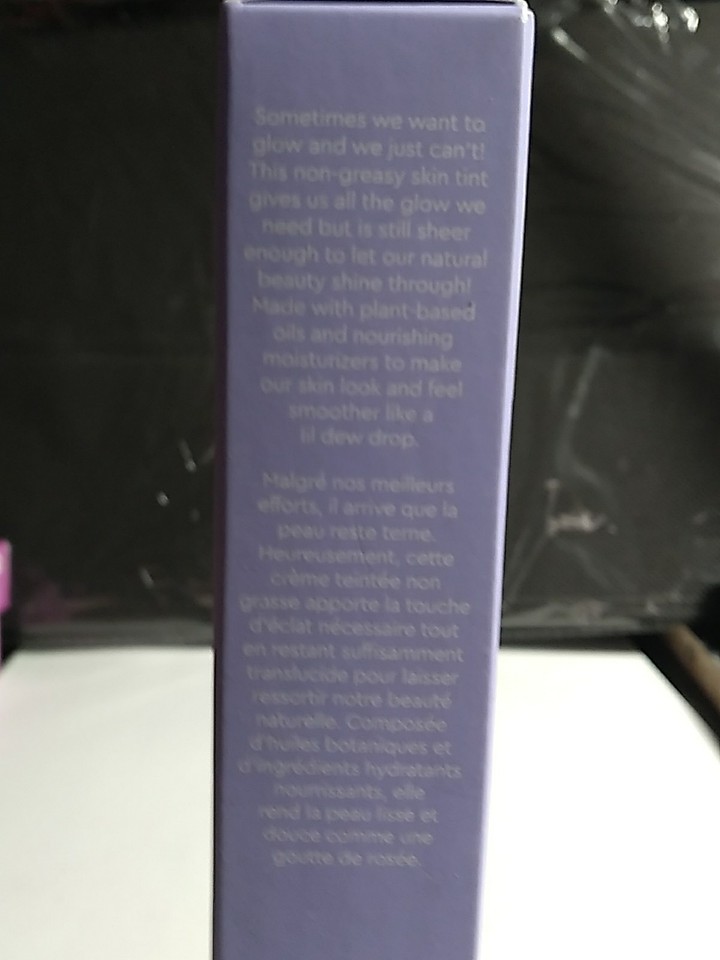 Sometimes we want to
glow and we just can't!
This non-greasy skin tint
gives us all the glow we
need but is still sheer
enough to let our natural
beauty shine through!
Made with plant-based
oils and nourishing
moisturizers to make
our skin look and feel
smoother like a
lil dew drop.
Malgré nos meilleurs
efforts, il arrive que la
peau reste terne.
Heureusement, cette
crème teintée non
grasse apporte la touche
d'éclat nécessaire tout
en restant suffisamment
translucide pour laisser
ressortir notre beauté
naturelle. Composée
d'huiles botaniques et
d'ingrédients hydratants
nourrissants, elle
rend la peau lisse et
douce comme une
goutte de rosée.